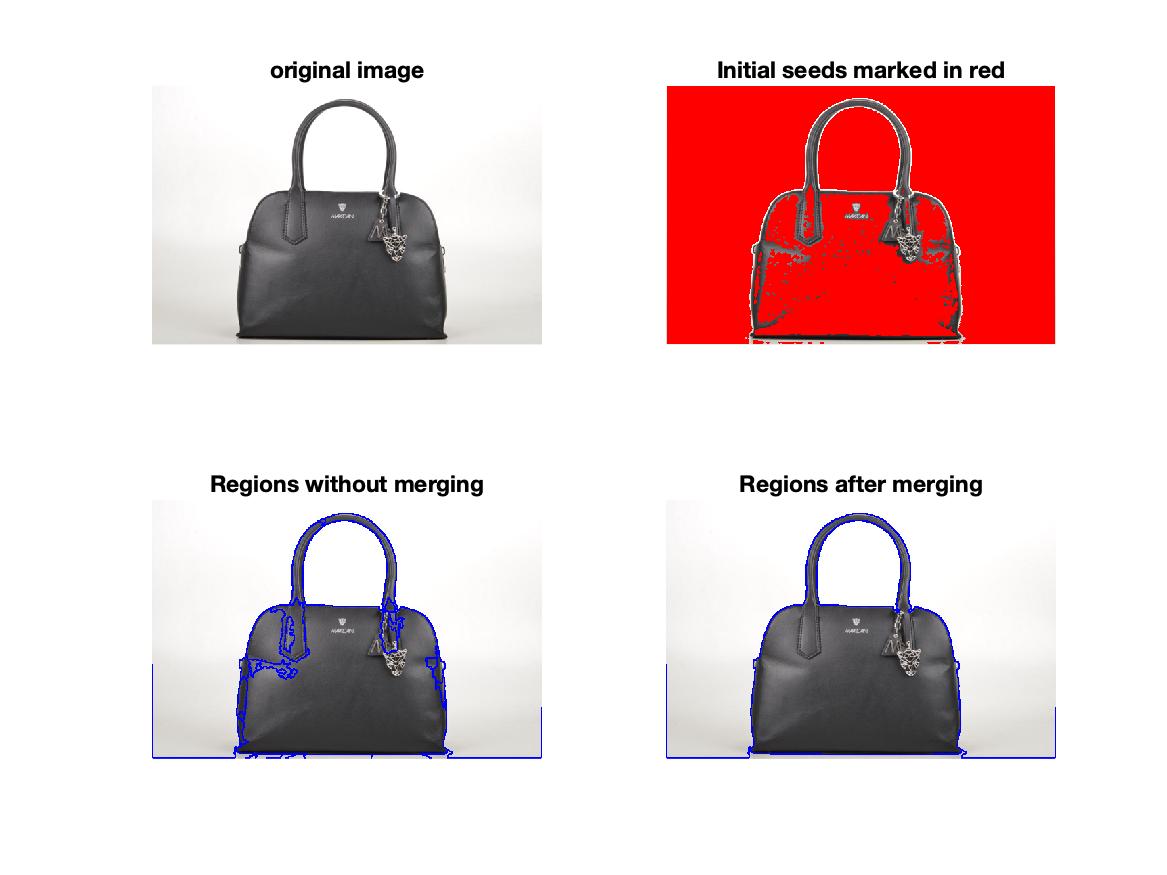 original image
Initial seeds marked in red
Regions without merging
Regions after merging